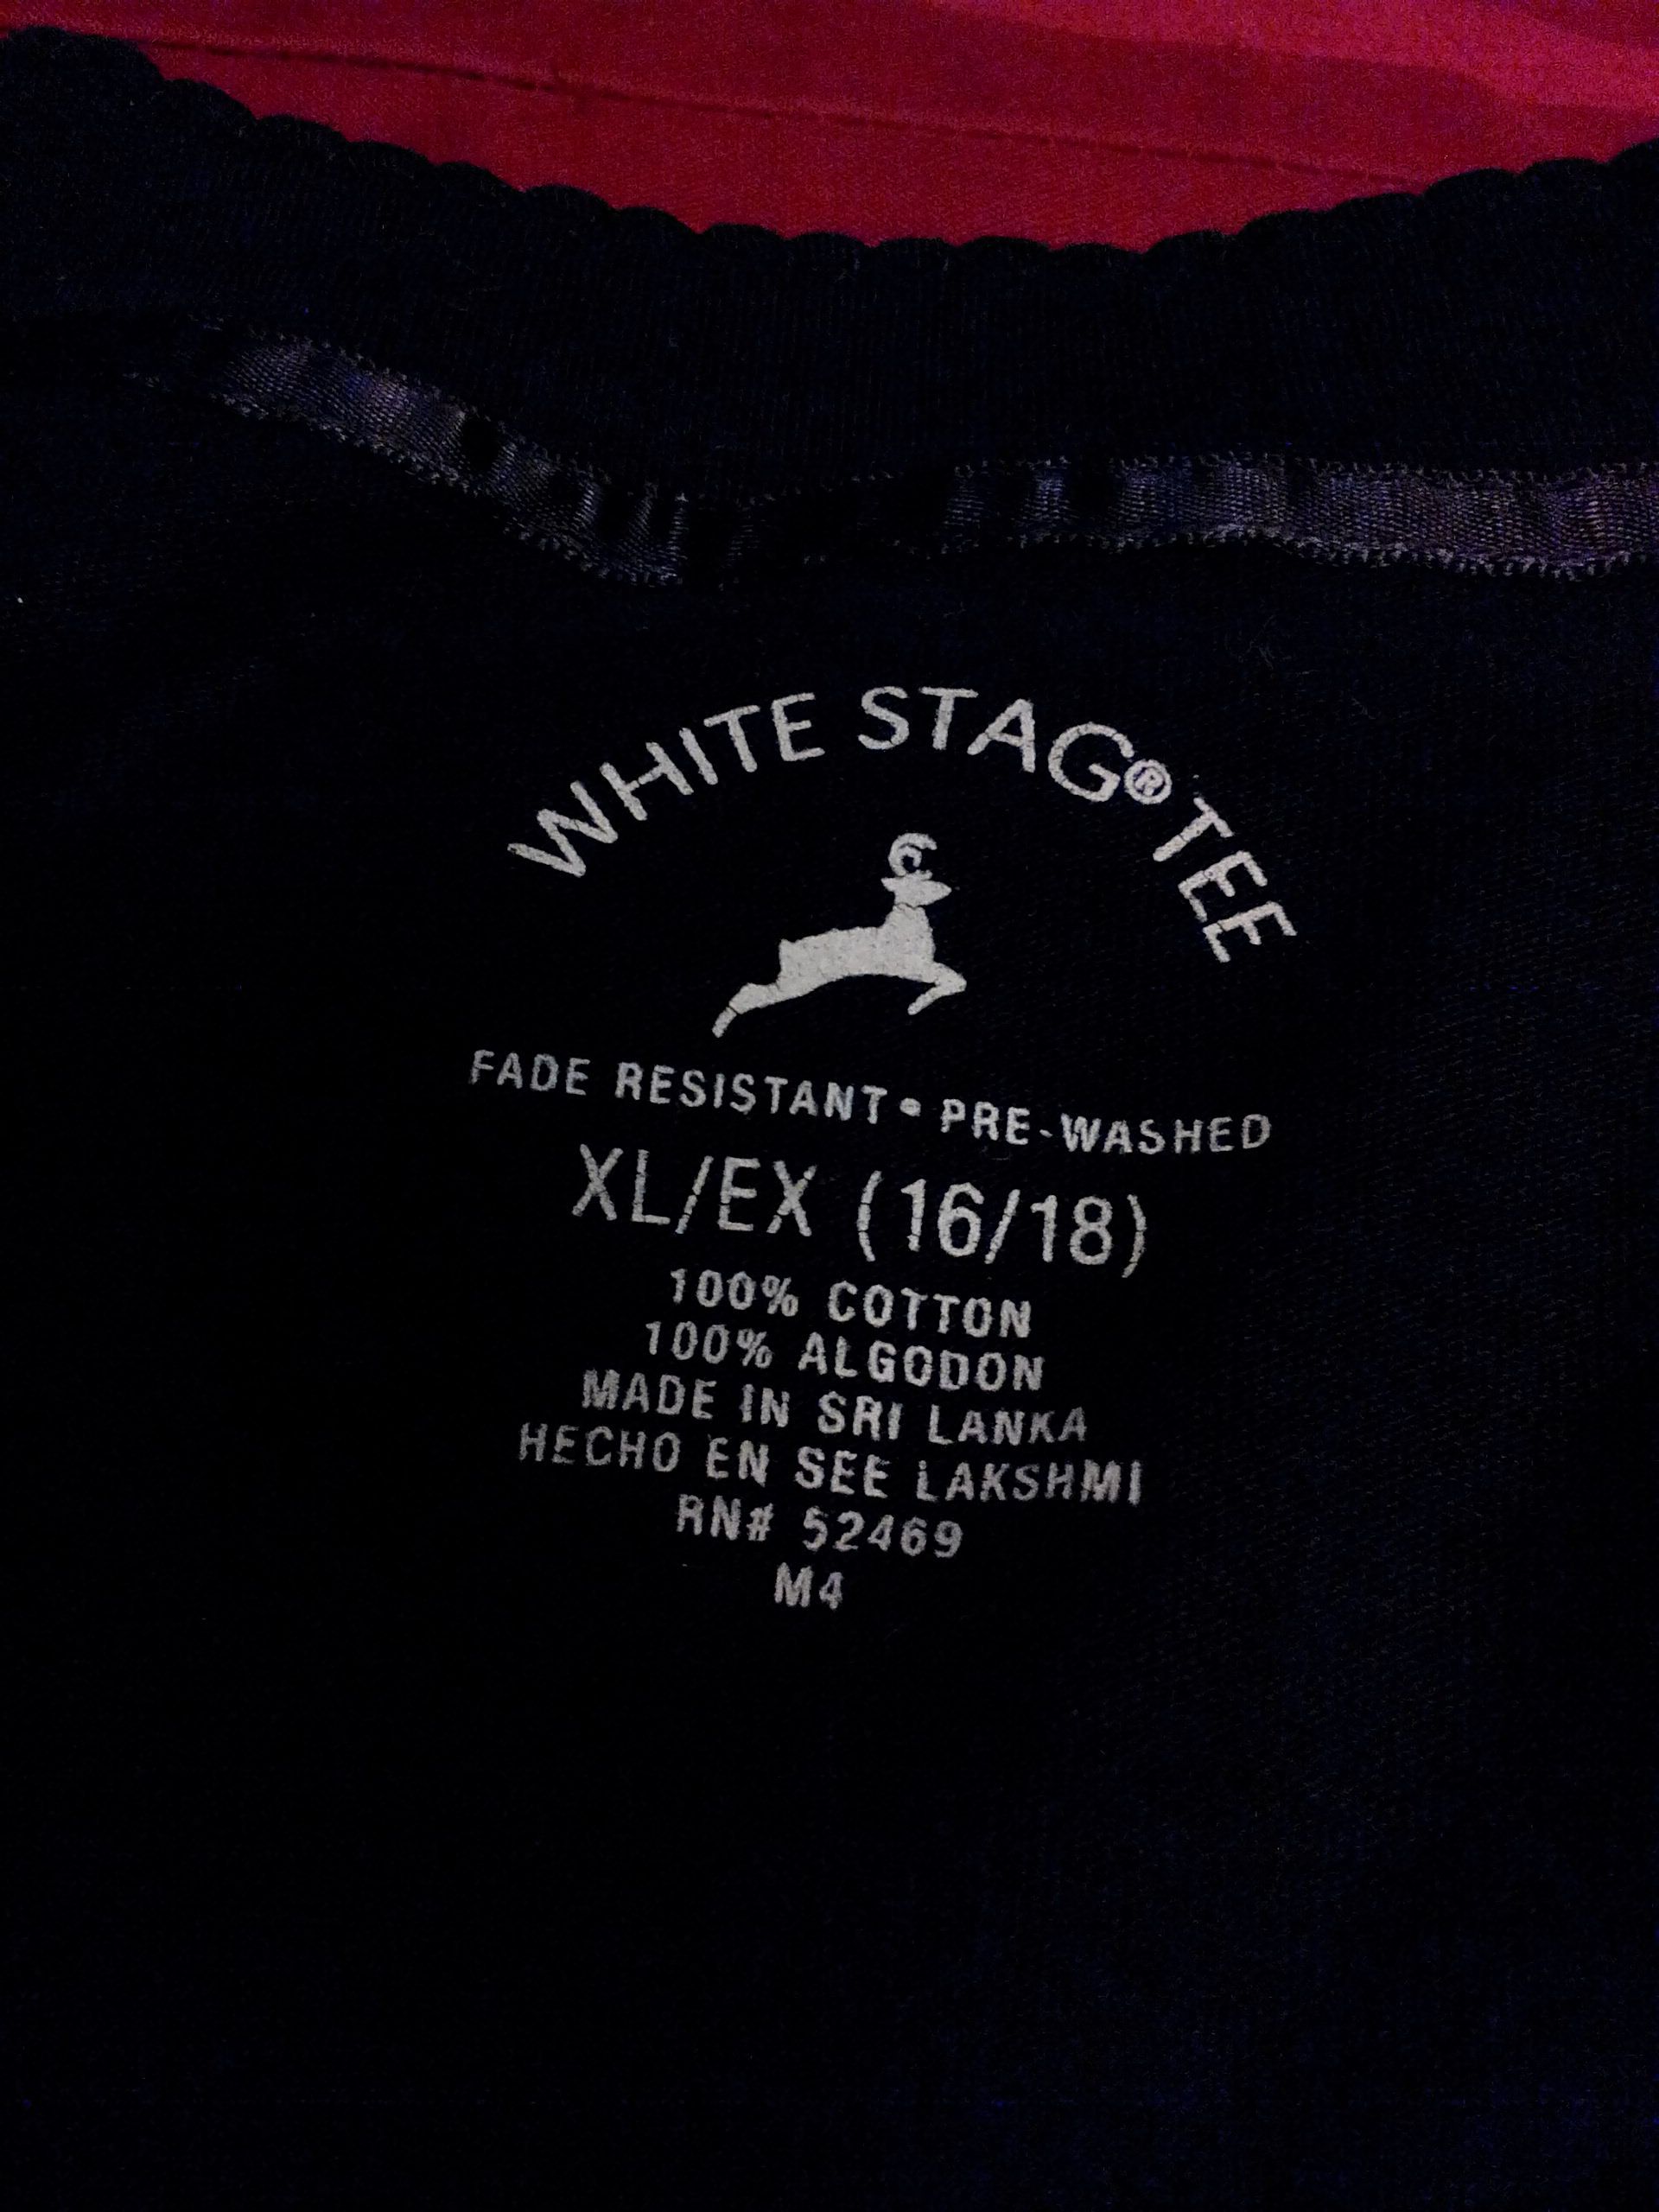 WHITE STAG® TEE
FADE RESISTANT • PRE-WASHED
XL/EX (16/18)
100% COTTON
100% ALGODON
MADE IN SRI LANKA
HECHO EN SEE LAKSHMI
RN# 52469
M4